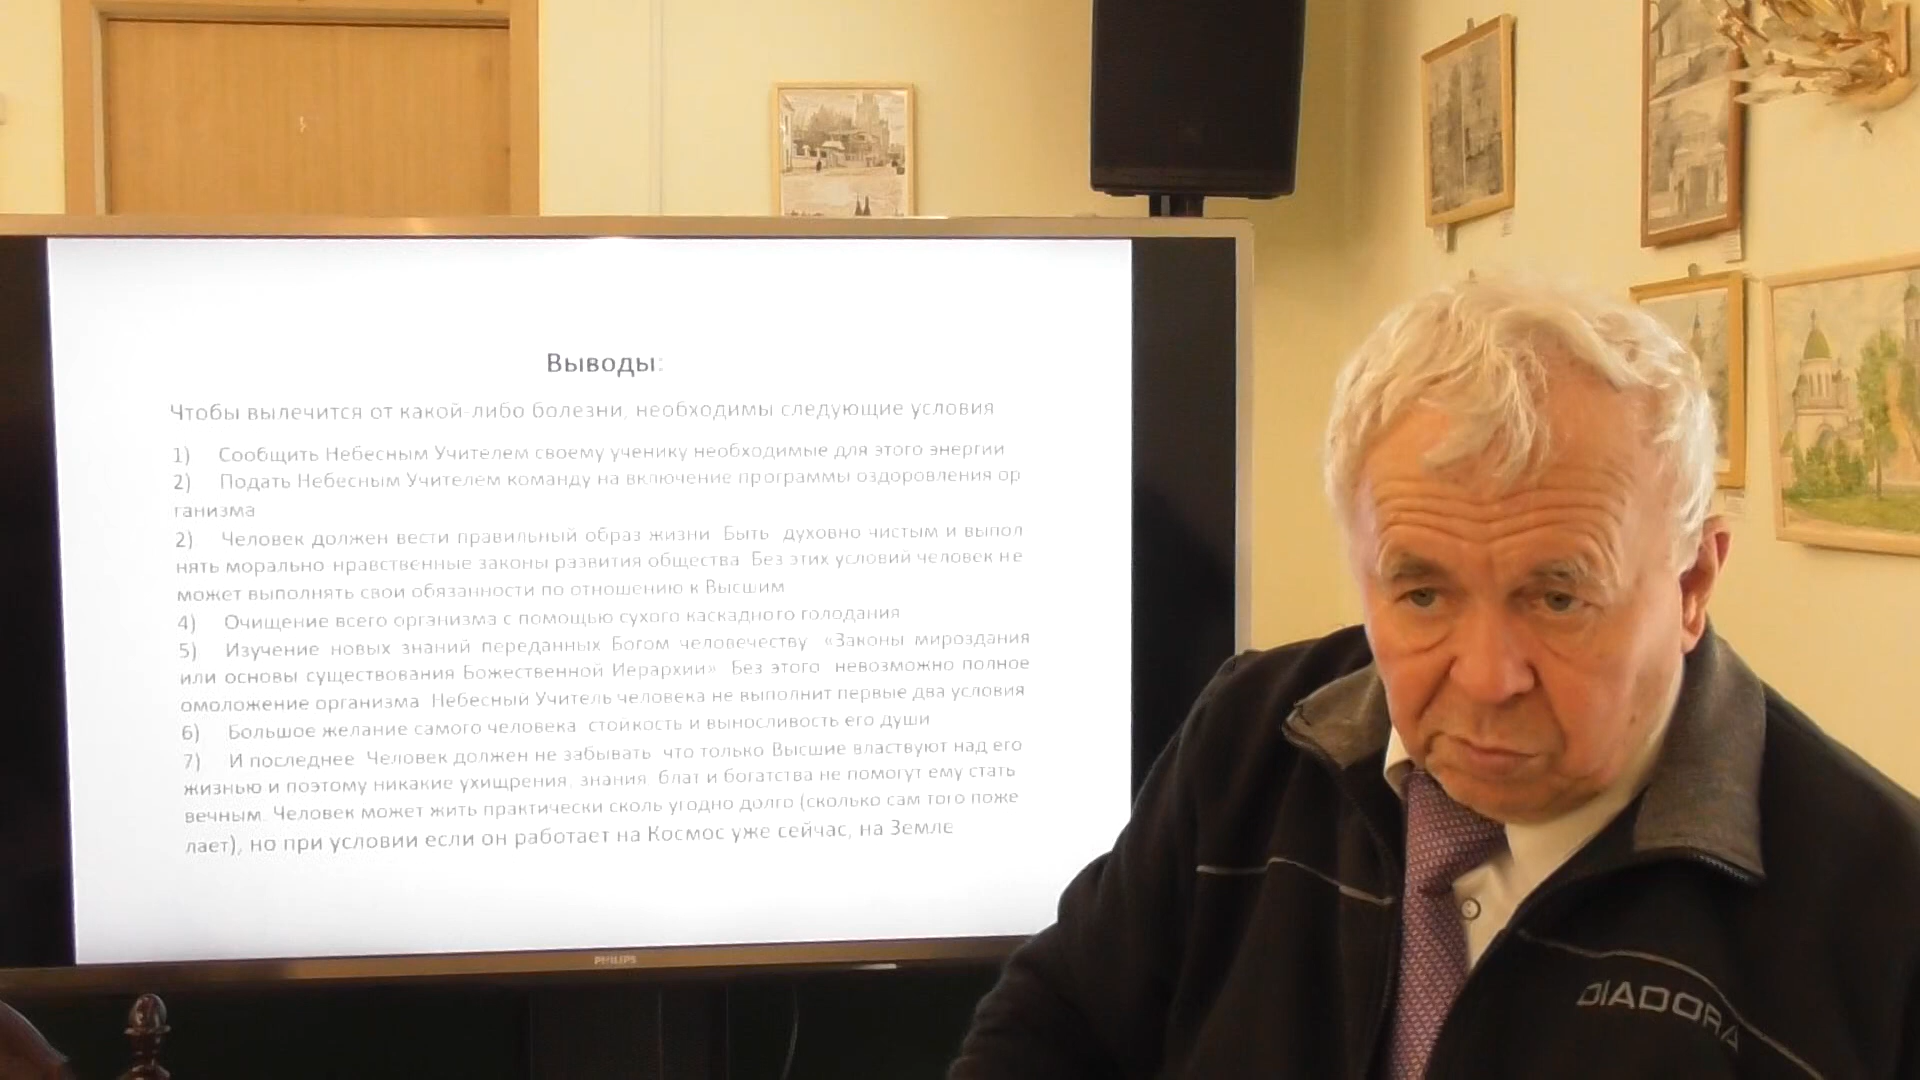 Выводы:
Чтобы вылечится от какой-либо болезни, необходимы следующие условия
1) Сообщить Небесным Учителем своему ученику необходимые для этого энергии
2) Подать Небесным Учителем команду на включение программы оздоровления ор
ганизма
2) Человек должен вести правильный образ жизни Быть духовно чистым и выпол
нять морально нравственные законы развития общества Без этих условий человек не
может выполнять свои обязанности по отношению к Высшим
4) Очищение всего организма с помощью сухого каскадного голодания
5) Изучение новых знаний переданных Богом человечеству «Законы мироздания
или основы существования Божественной Иерархии» Без этого невозможно полное
омоложение организма Небесный Учитель человека не выполнит первые два условия
6) Большое желание самого человека стойкость и выносливость его души
7) И последнее Человек должен не забывать что только Высшие властвуют над его
жизнью и поэтому никакие ухищрения, знания, блат и богатства не помогут ему стать
вечным. Человек может жить практически сколь угодно долго (сколько сам того поже
лает), но при условии если он работает на Космос уже сейчас, на Земле
PHILIPS
DIADORA